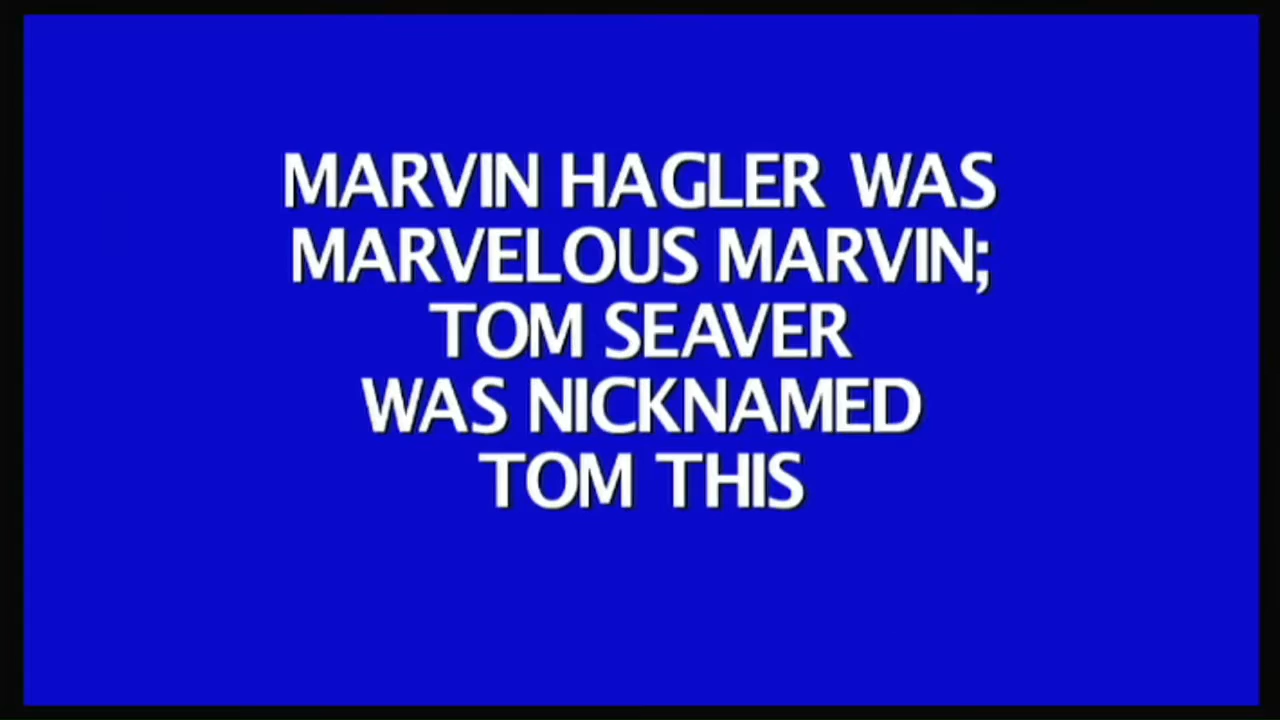 MARVIN HAGLER WAS
MARVELOUS MARVIN;
TOM SEAVER
WAS NICKNAMED
TOM THIS